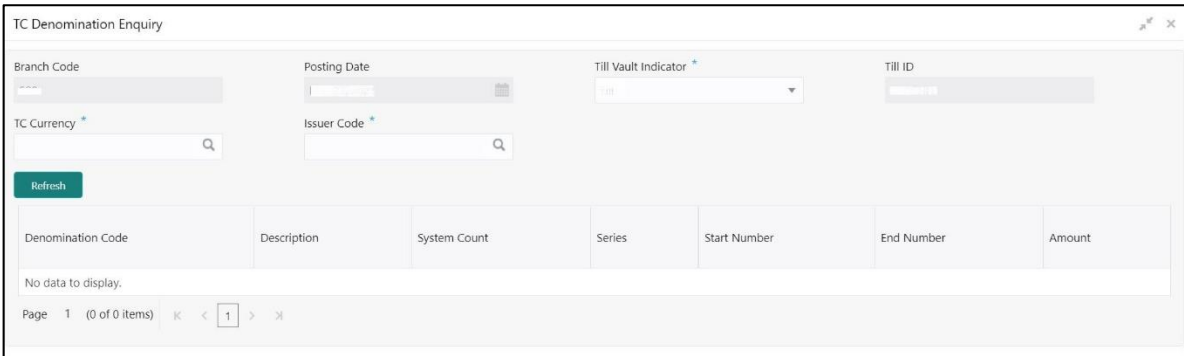 TC Denomination Enquiry
Branch Code Posting Date Till Vault Indicator * Till ID
TC Currency * Issuer Code *
Refresh
Denomination Code Description System Count Series Start Number End Number Amount
No data to display.
Page 1 (0 of 0 items) 1